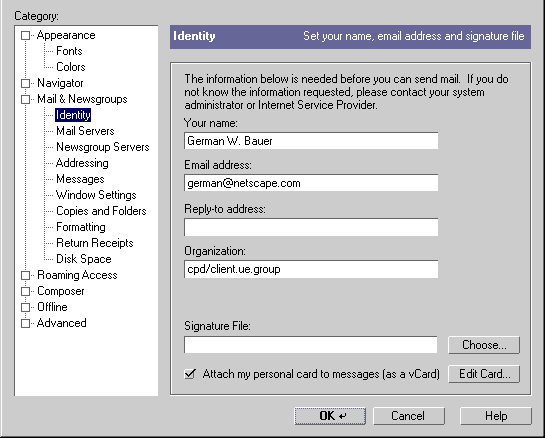 Category:
Appearance
Fonts
Colors
Navigator
Mail & Newsgroups
Identity
Mail Servers
Newsgroup Servers
Addressing
Messages
Window Settings
Copies and Folders
Formatting
Return Receipts
Disk Space
Roaming Access
Composer
Offline
Advanced
Identity Set your name, email address and signature file
The information below is needed before you can send mail. If you do
not know the information requested, please contact your system
administrator or Internet Service Provider.
Your name:
German W. Bauer
Email address:
german@netscape.com
Reply-to address:
Organization:
cpd/client.ue.group
Signature File:
Choose...
Attach my personal card to messages (as a vCard) Edit Card...
OK ↵ Cancel Help